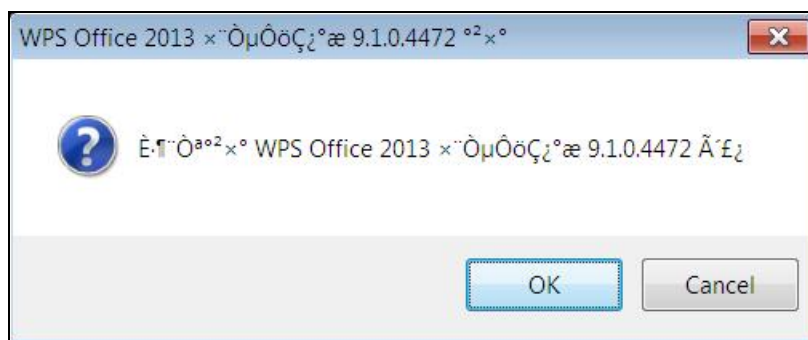 WPS Office 2013 ×¨ÒµÔöÇ¿°æ 9.1.0.4472 °²×°
È·¶¨Òª°²×° WPS Office 2013 ×¨ÒµÔöÇ¿°æ 9.1.0.4472 Ã´£¿
OK
Cancel